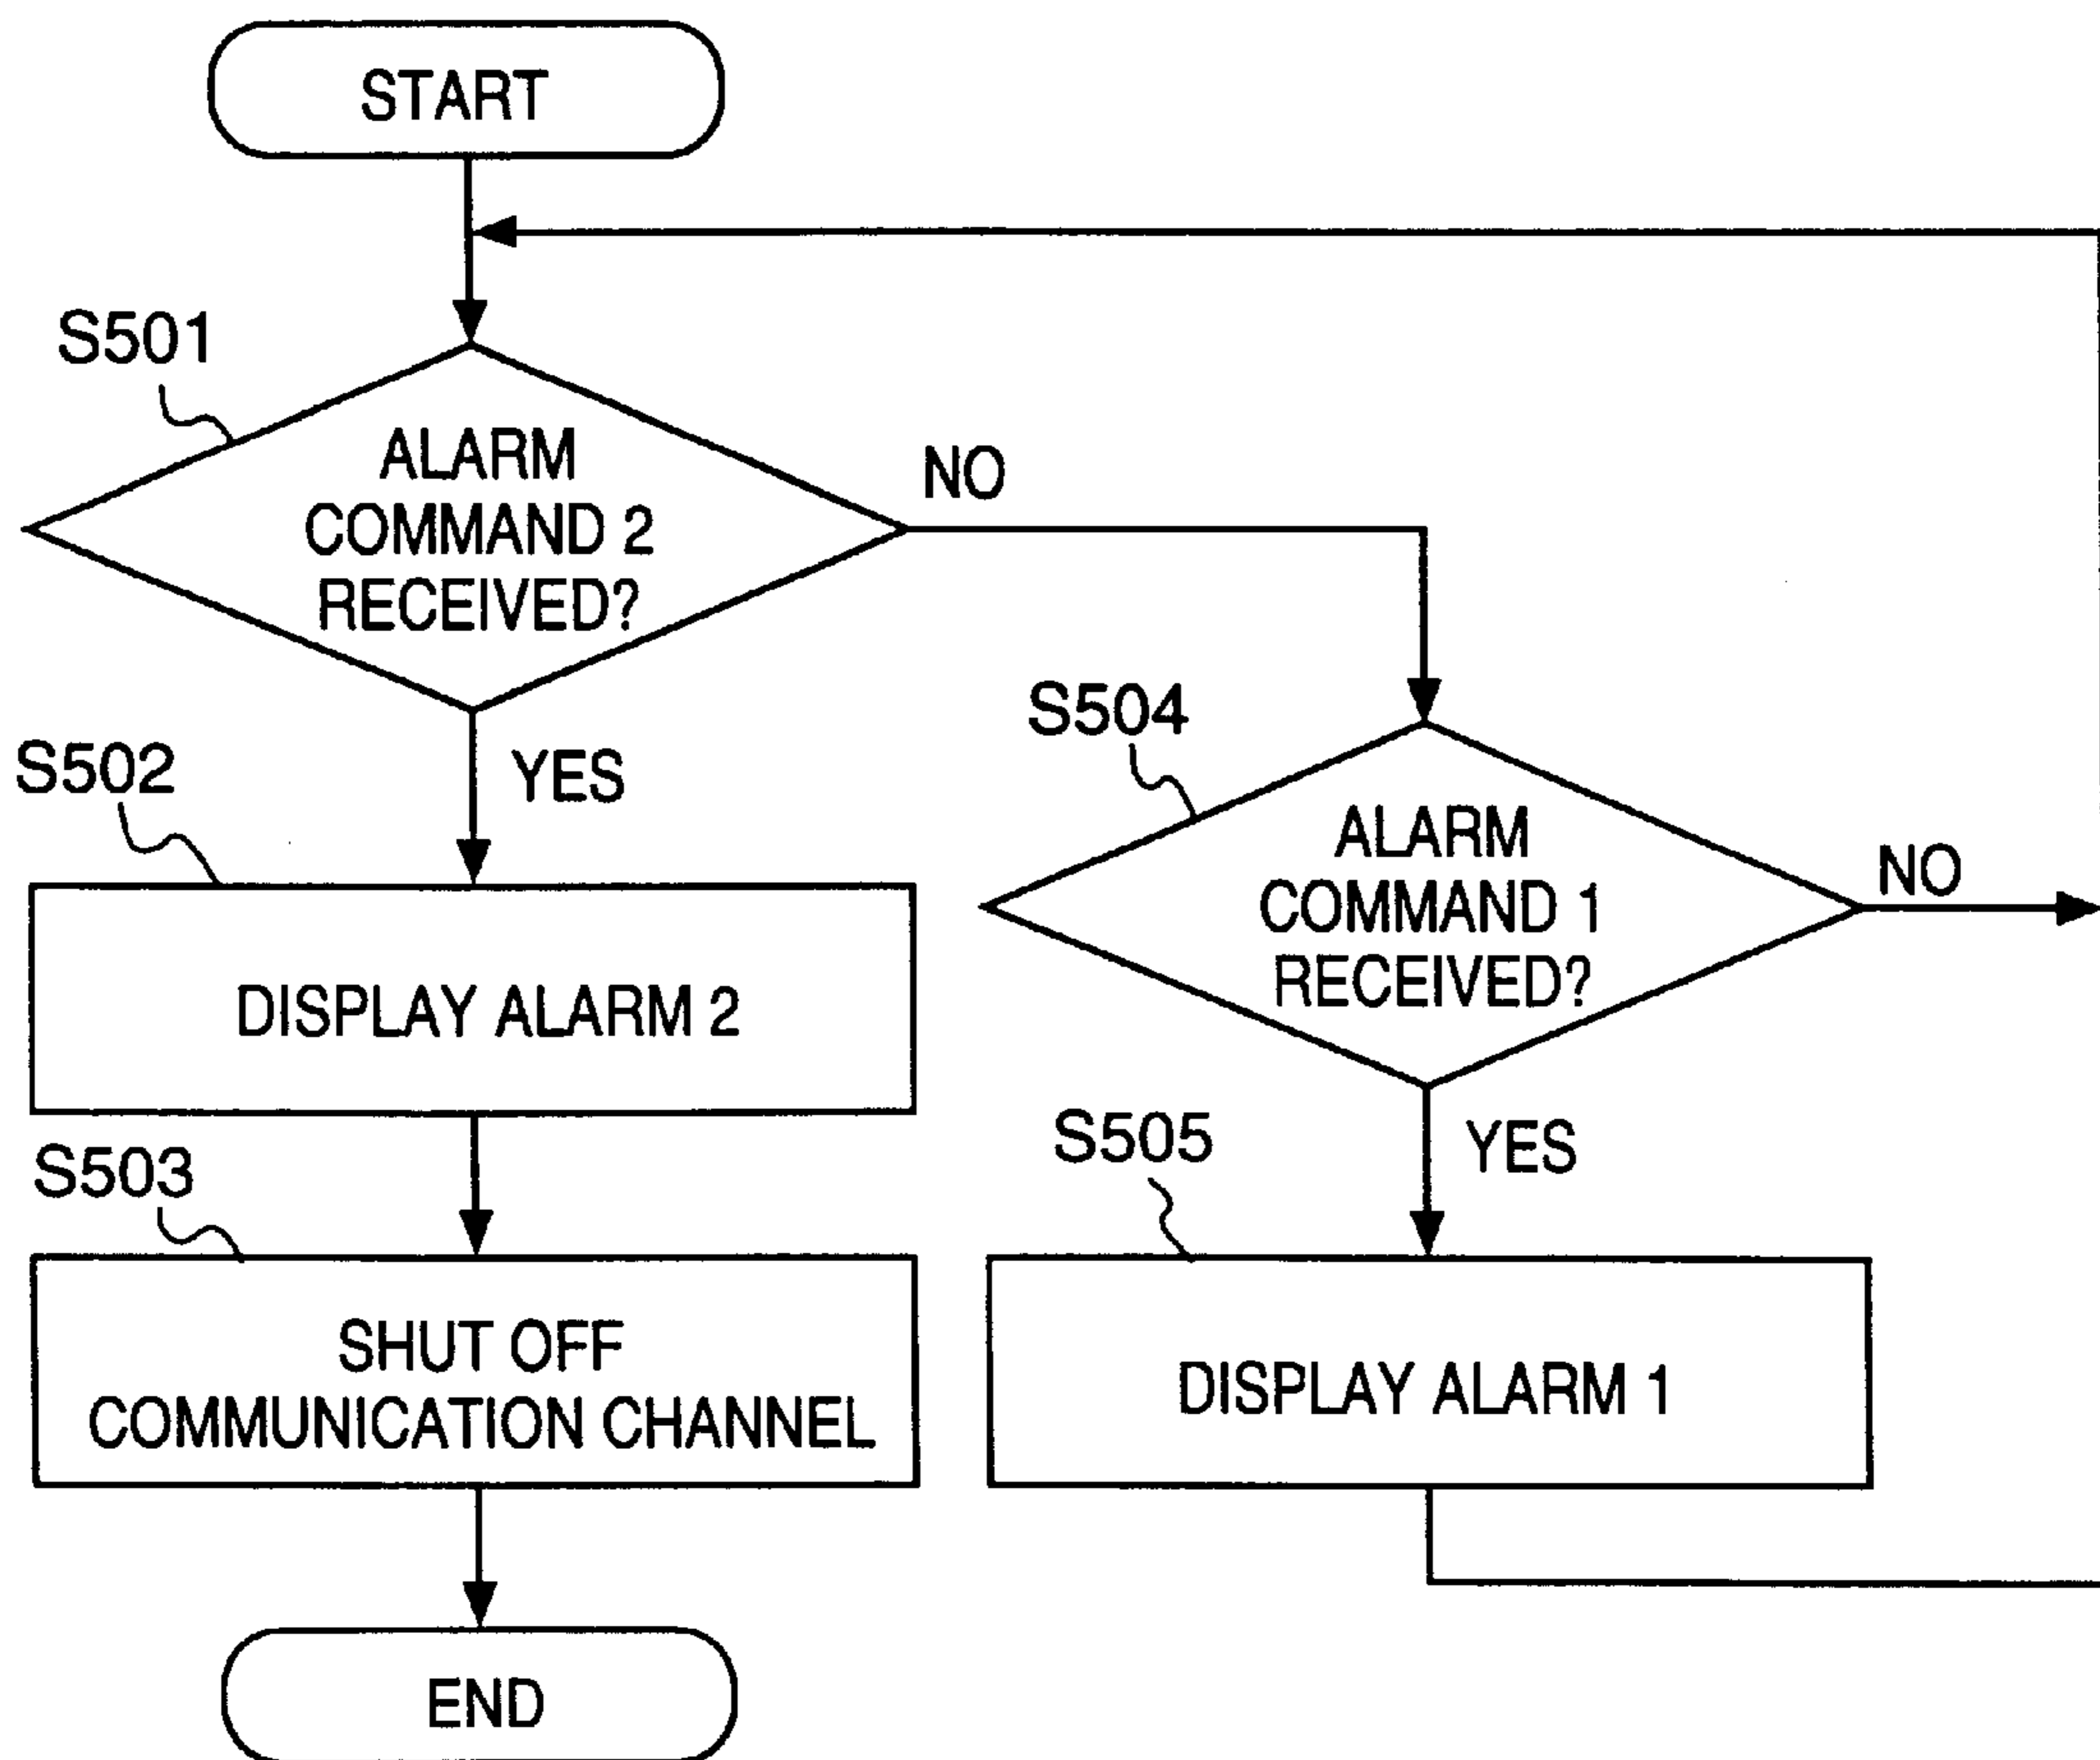 START
S501
ALARM
COMMAND 2
RECEIVED?
NO
YES
S502
DISPLAY ALARM 2
S503
SHUT OFF
COMMUNICATION CHANNEL
END
S504
ALARM
COMMAND 1
RECEIVED?
NO
YES
S505
DISPLAY ALARM 1